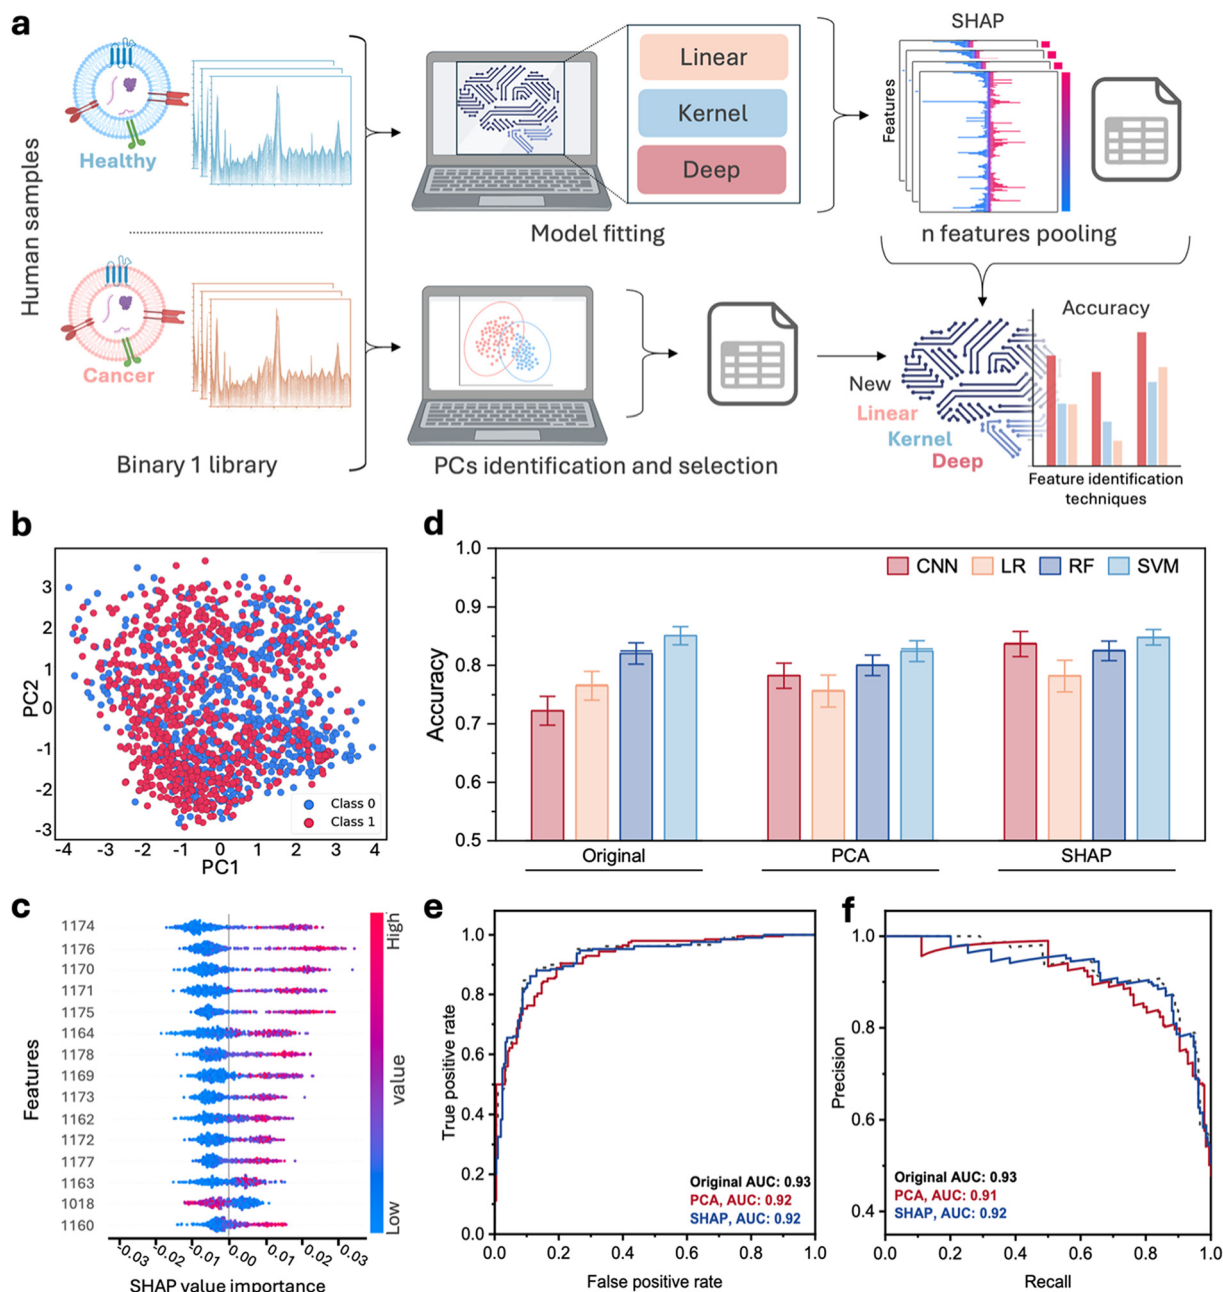 a
SHAP
Human samples
Healthy
Linear
Kernel
Deep
Features
Model fitting
n features pooling
Cancer
Accuracy
New
Linear
Kernel
Deep
Binary 1 library
PCs identification and selection
Feature identification
techniques
b
PC2
3
2
1
0
-1
-2
-3
Class 0
Class 1
-4 -3 -2 -1 0 1 2 3 4
PC1
d
Accuracy
1.0
0.9
0.8
0.7
0.6
0.5
CNN LR RF SVM
Original PCA SHAP
c
Features
1174
1176
1170
1171
1175
1164
1178
1169
1173
1162
1172
1177
1163
1018
1160
High
value
Low
-0.03 -0.02 -0.01 0.00 0.01 0.02 0.03
SHAP value importance
e
True positive rate
1.0
0.8
0.6
0.4
0.2
0.0
Original AUC: 0.93
PCA, AUC: 0.92
SHAP, AUC: 0.92
0.0 0.2 0.4 0.6 0.8 1.0
False positive rate
f
Precision
1.0
0.8
0.6
0.4
Original AUC: 0.93
PCA, AUC: 0.91
SHAP, AUC: 0.92
0.0 0.2 0.4 0.6 0.8 1.0
Recall